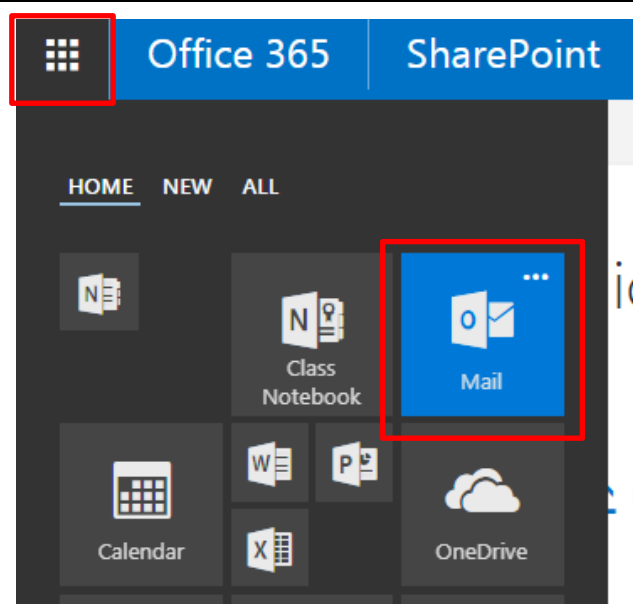 Office 365 SharePoint
HOME NEW ALL
N
N
Class
Notebook
O
Mail
W
P
X
Calendar
OneDrive